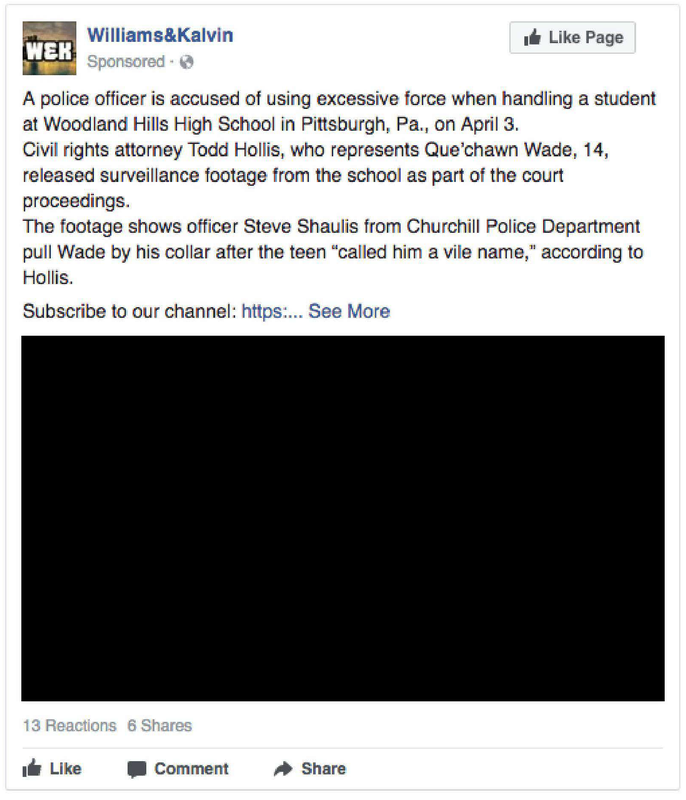 W&K
Williams&Kalvin
Like Page
Sponsored ·
A police officer is accused of using excessive force when handling a student
at Woodland Hills High School in Pittsburgh, Pa., on April 3.
Civil rights attorney Todd Hollis, who represents Que’chawn Wade, 14,
released surveillance footage from the school as part of the court
proceedings.
The footage shows officer Steve Shaulis from Churchill Police Department
pull Wade by his collar after the teen “called him a vile name,” according to
Hollis.
Subscribe to our channel: https:... See More
13 Reactions 6 Shares
Like Comment Share